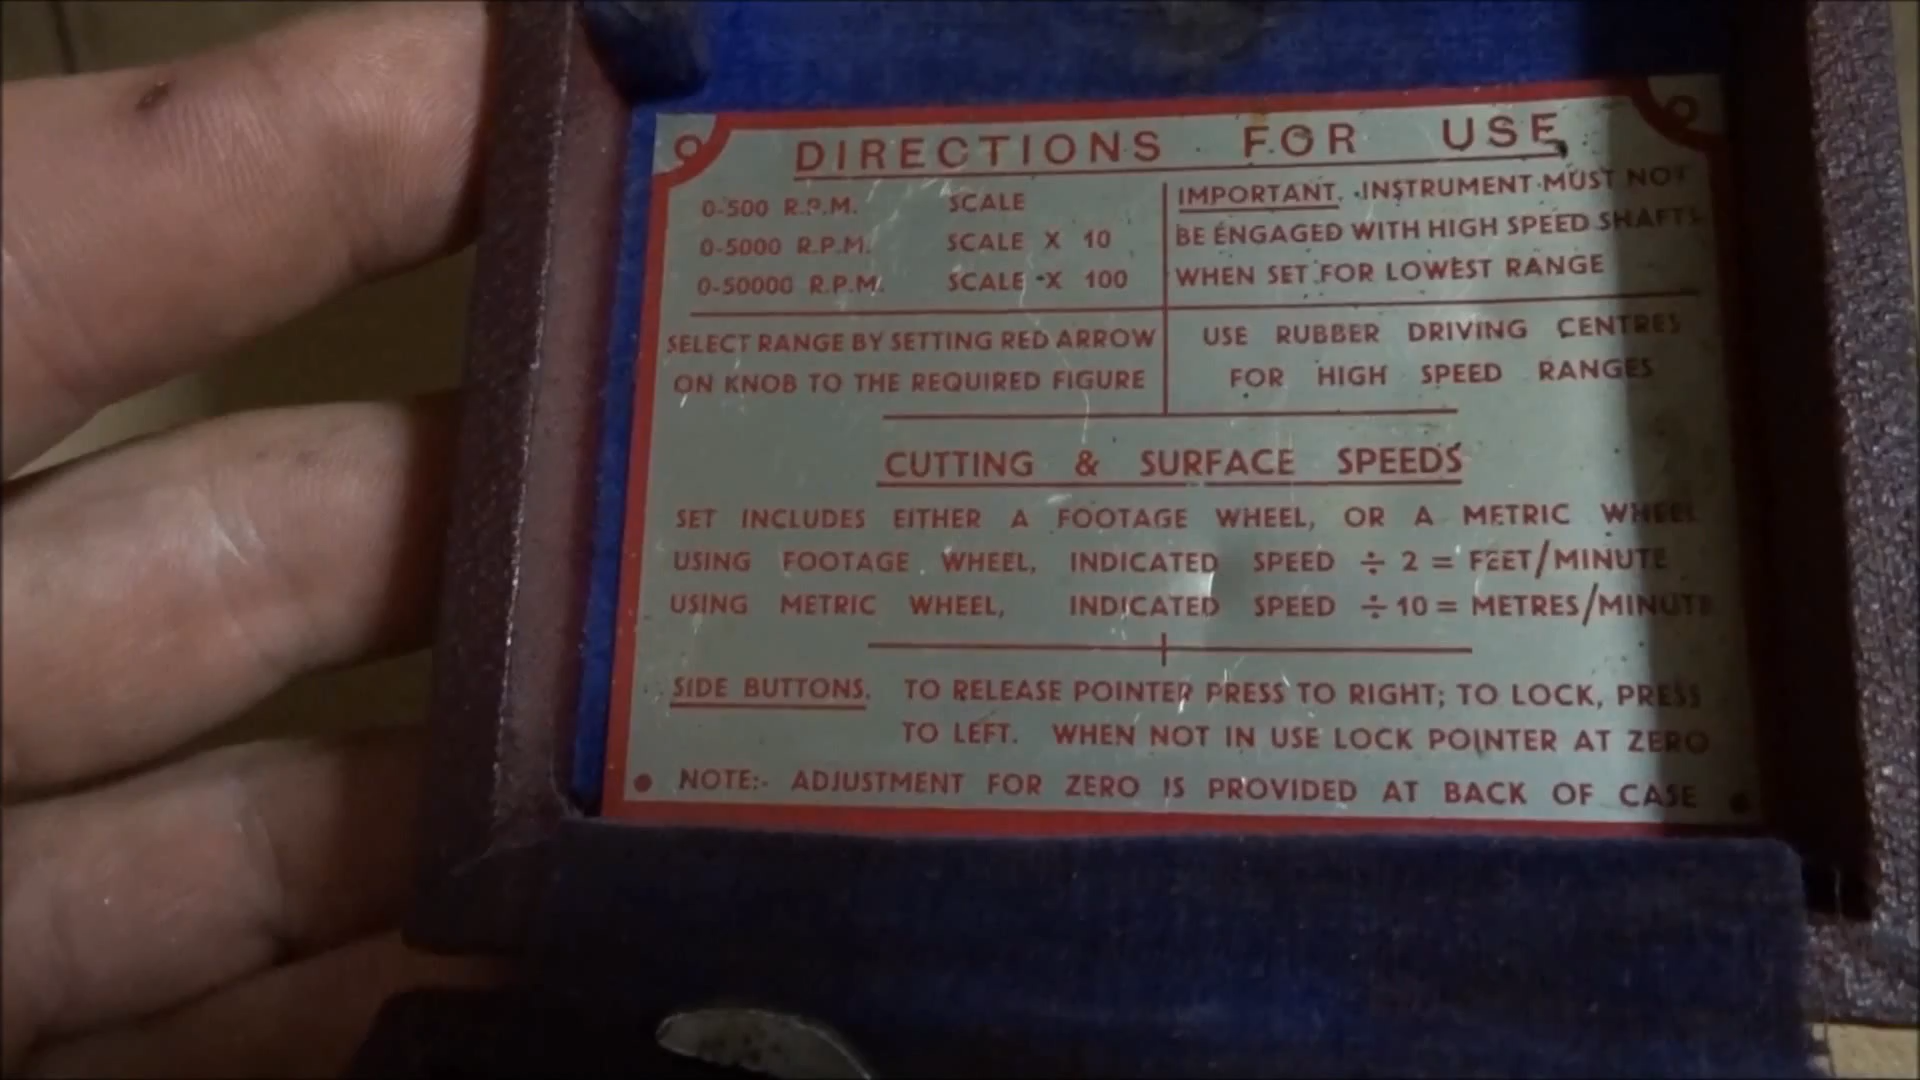 DIRECTIONS FOR USE
0-500 R.P.M. SCALE
0-5000 R.P.M. SCALE X 10
0-50000 R.P.M. SCALE X 100
SELECT RANGE BY SETTING RED ARROW
ON KNOB TO THE REQUIRED FIGURE
IMPORTANT. INSTRUMENT MUST NOT
BE ENGAGED WITH HIGH SPEED SHAFTS
WHEN SET FOR LOWEST RANGE
USE RUBBER DRIVING CENTRES
FOR HIGH SPEED RANGES
CUTTING & SURFACE SPEEDS
SET INCLUDES EITHER A FOOTAGE WHEEL, OR A METRIC WHEEL
USING FOOTAGE WHEEL, INDICATED SPEED ÷ 2 = FEET/MINUTE
USING METRIC WHEEL, INDICATED SPEED ÷ 10 = METRES/MINUTE
SIDE BUTTONS. TO RELEASE POINTER PRESS TO RIGHT; TO LOCK, PRESS
TO LEFT. WHEN NOT IN USE LOCK POINTER AT ZERO
NOTE:- ADJUSTMENT FOR ZERO IS PROVIDED AT BACK OF CASE